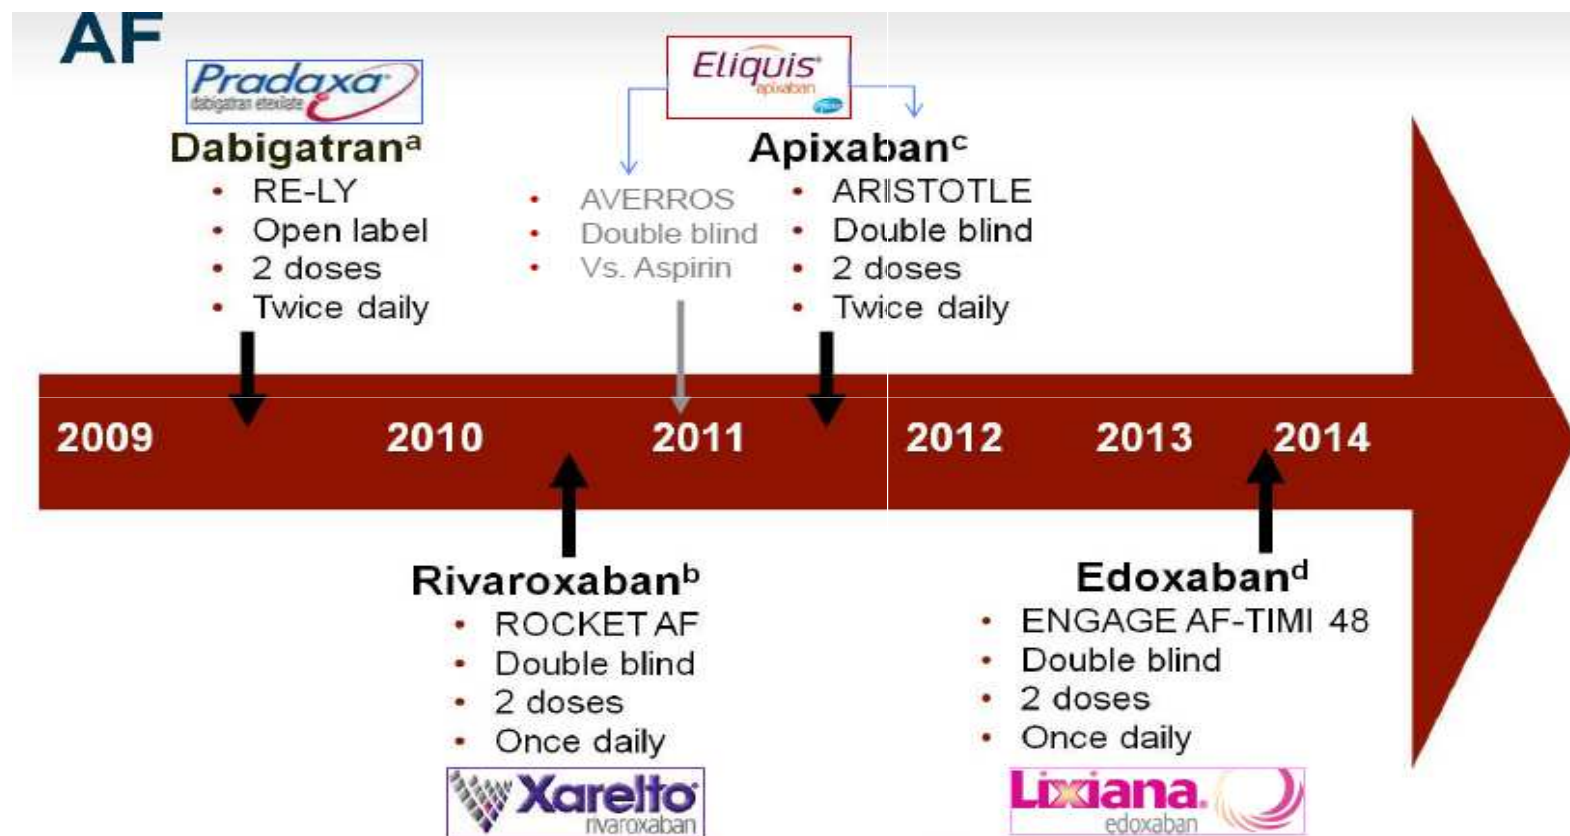 AF
Pradaxa®
dabigatran etexilate
Dabigatranᵃ
• RE-LY
• Open label
• 2 doses
• Twice daily
Eliquis®
apixaban
Pfizer
• AVERROS
• Double blind
• Vs. Aspirin
Apixabanᶜ
• ARISTOTLE
• Double blind
• 2 doses
• Twice daily
2009 2010 2011 2012 2013 2014
Rivaroxabanᵇ
• ROCKET AF
• Double blind
• 2 doses
• Once daily
Xarelto®
rivaroxaban
Edoxabanᵈ
• ENGAGE AF-TIMI 48
• Double blind
• 2 doses
• Once daily
Lixiana®
edoxaban